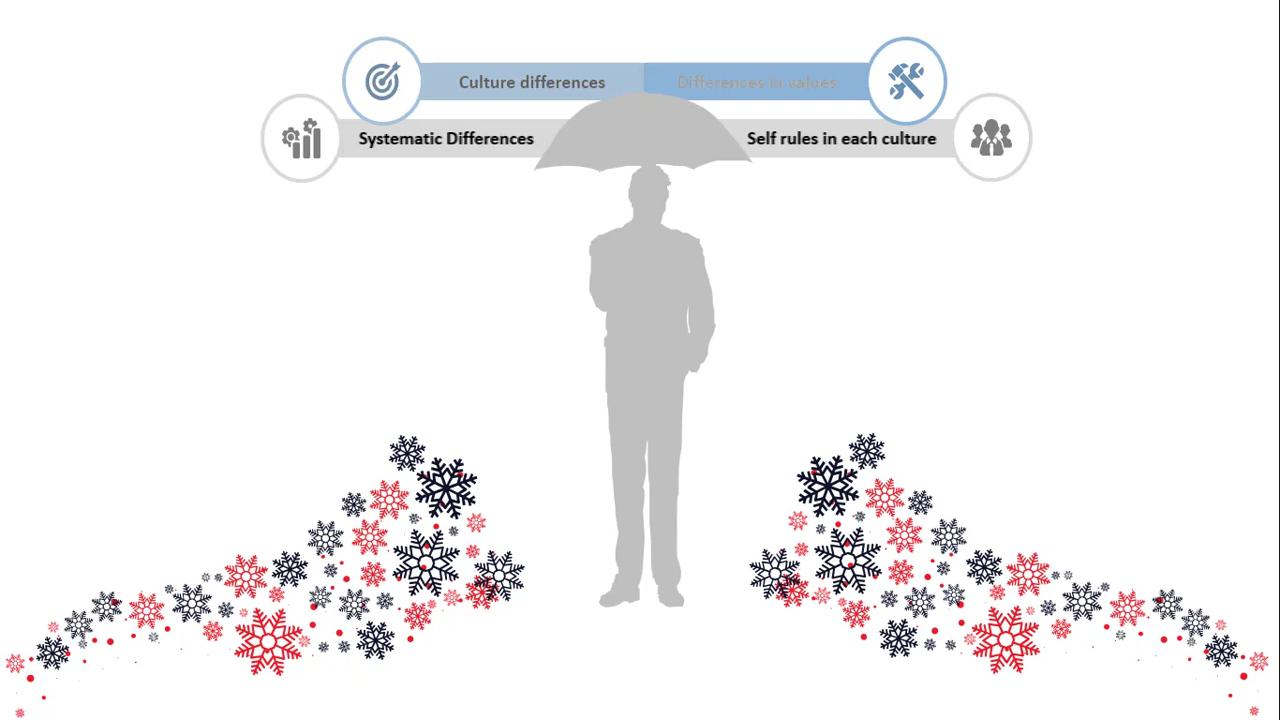 Culture differences
Differences in values
Systematic Differences
Self rules in each culture